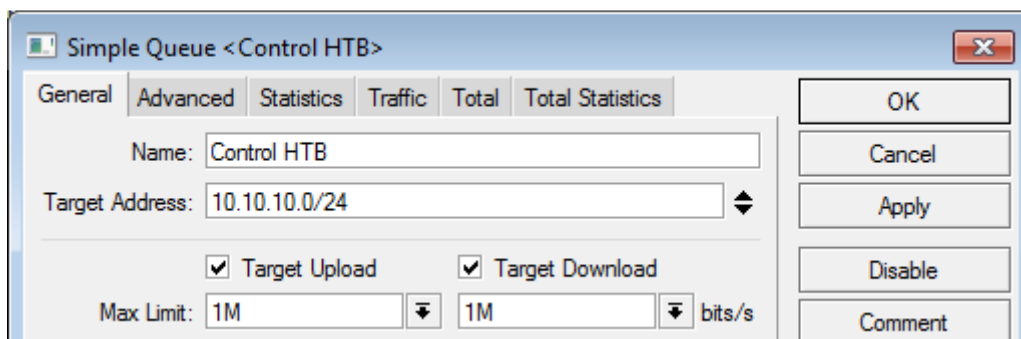 Simple Queue <Control HTB>
General Advanced Statistics Traffic Total Total Statistics
OK
Name: Control HTB
Cancel
Target Address: 10.10.10.0/24
Apply
Target Upload Target Download
Disable
Max Limit: 1M 1M bits/s
Comment